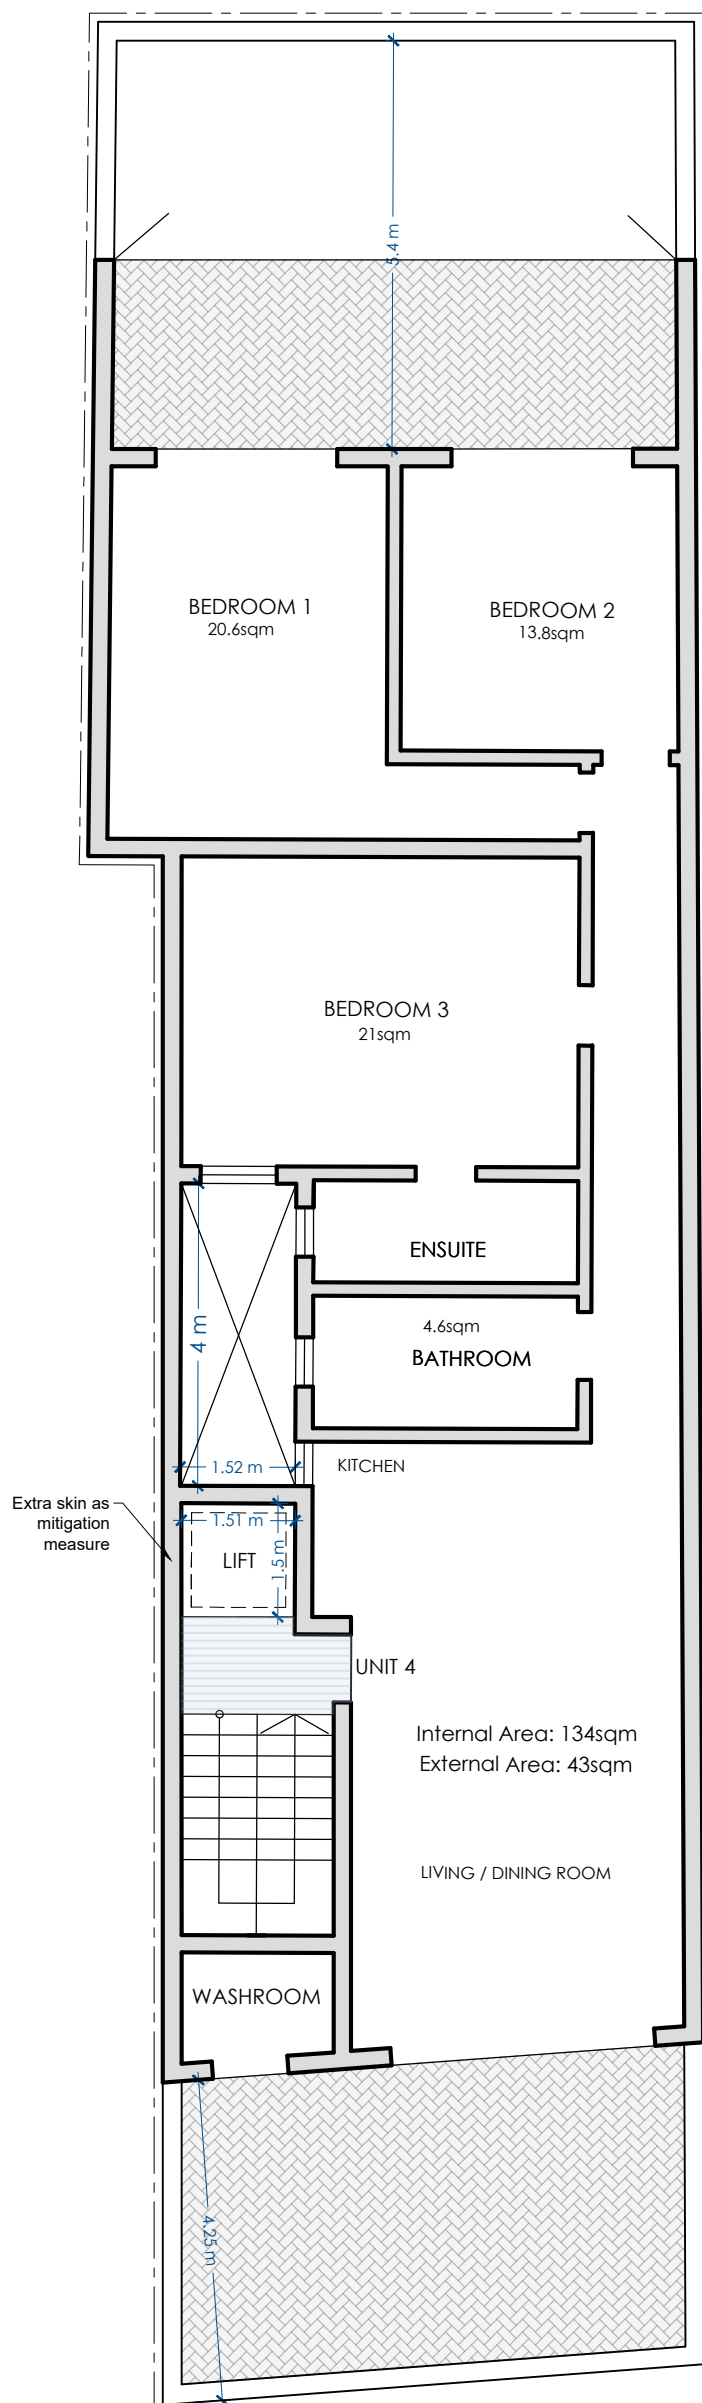 5.4 m
BEDROOM 1
20.6sqm
BEDROOM 2
13.8sqm
BEDROOM 3
21sqm
ENSUITE
4 m
4.6sqm
BATHROOM
1.52 m
KITCHEN
Extra skin as
mitigation
measure
1.51 m
1.5 m
LIFT
UNIT 4
Internal Area: 134sqm
External Area: 43sqm
LIVING / DINING ROOM
WASHROOM
4.25 m